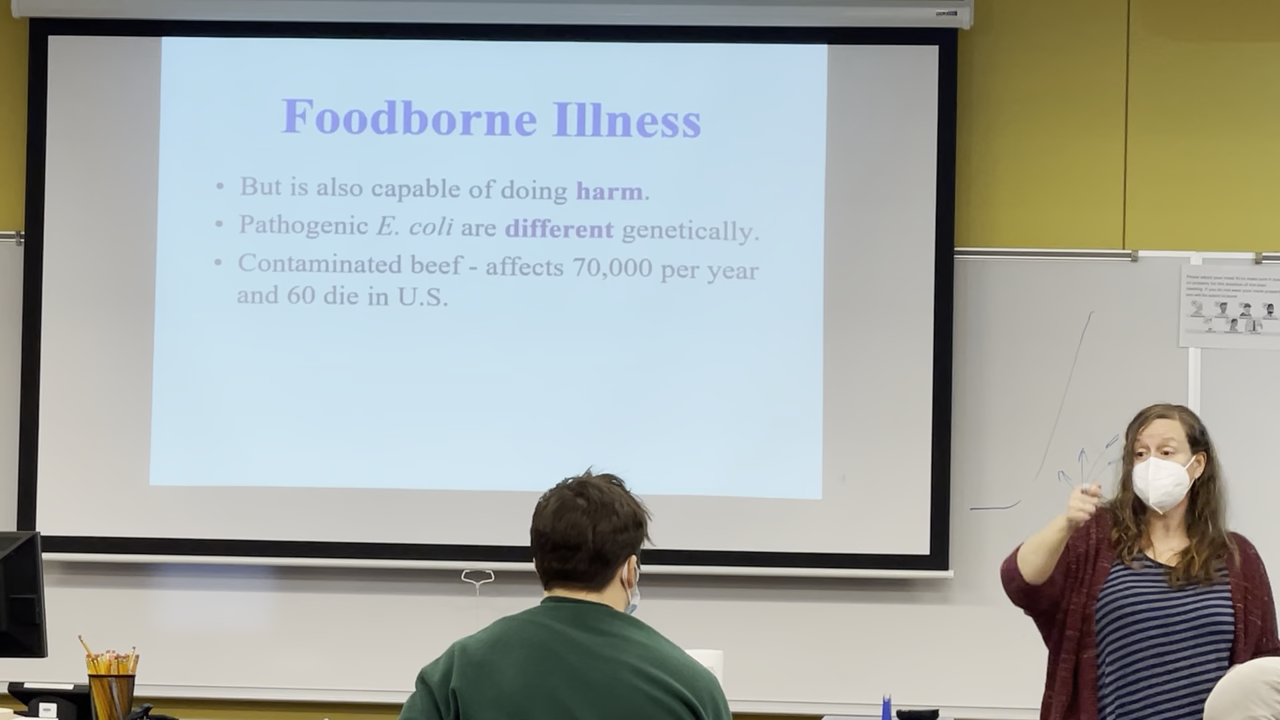 Foodborne Illness
• But is also capable of doing harm.
• Pathogenic E. coli are different genetically.
• Contaminated beef - affects 70,000 per year
and 60 die in U.S.